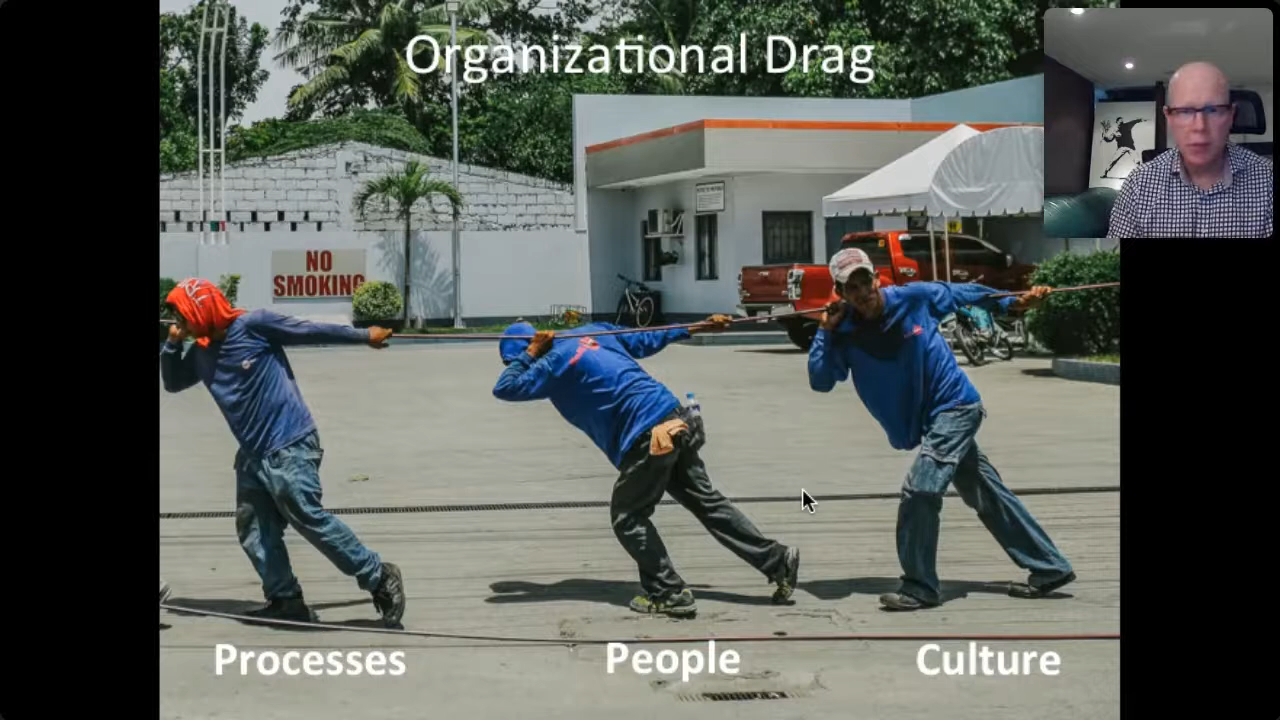 Organizational Drag
NO
SMOKING
Processes
People
Culture